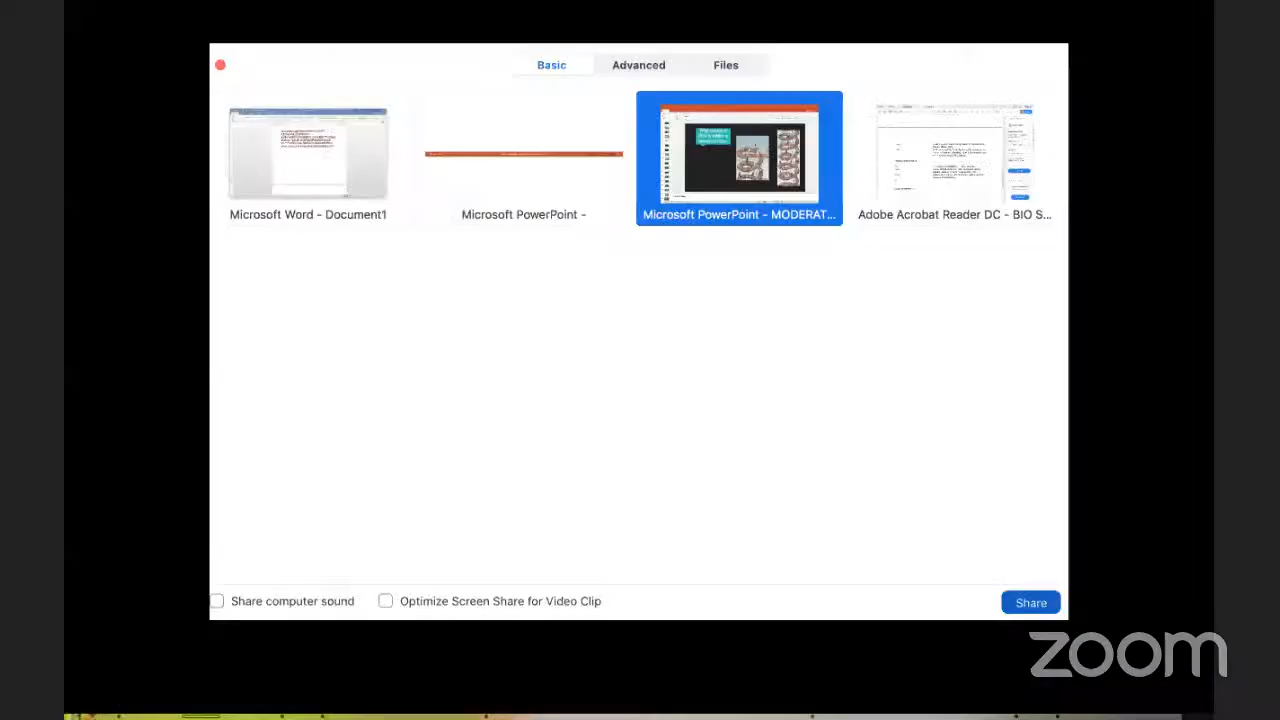 Basic Advanced Files
Microsoft Word - Document1
Microsoft PowerPoint -
Microsoft PowerPoint - MODERAT...
Adobe Acrobat Reader DC - BIO S...
Share computer sound
Optimize Screen Share for Video Clip
Share
zoom